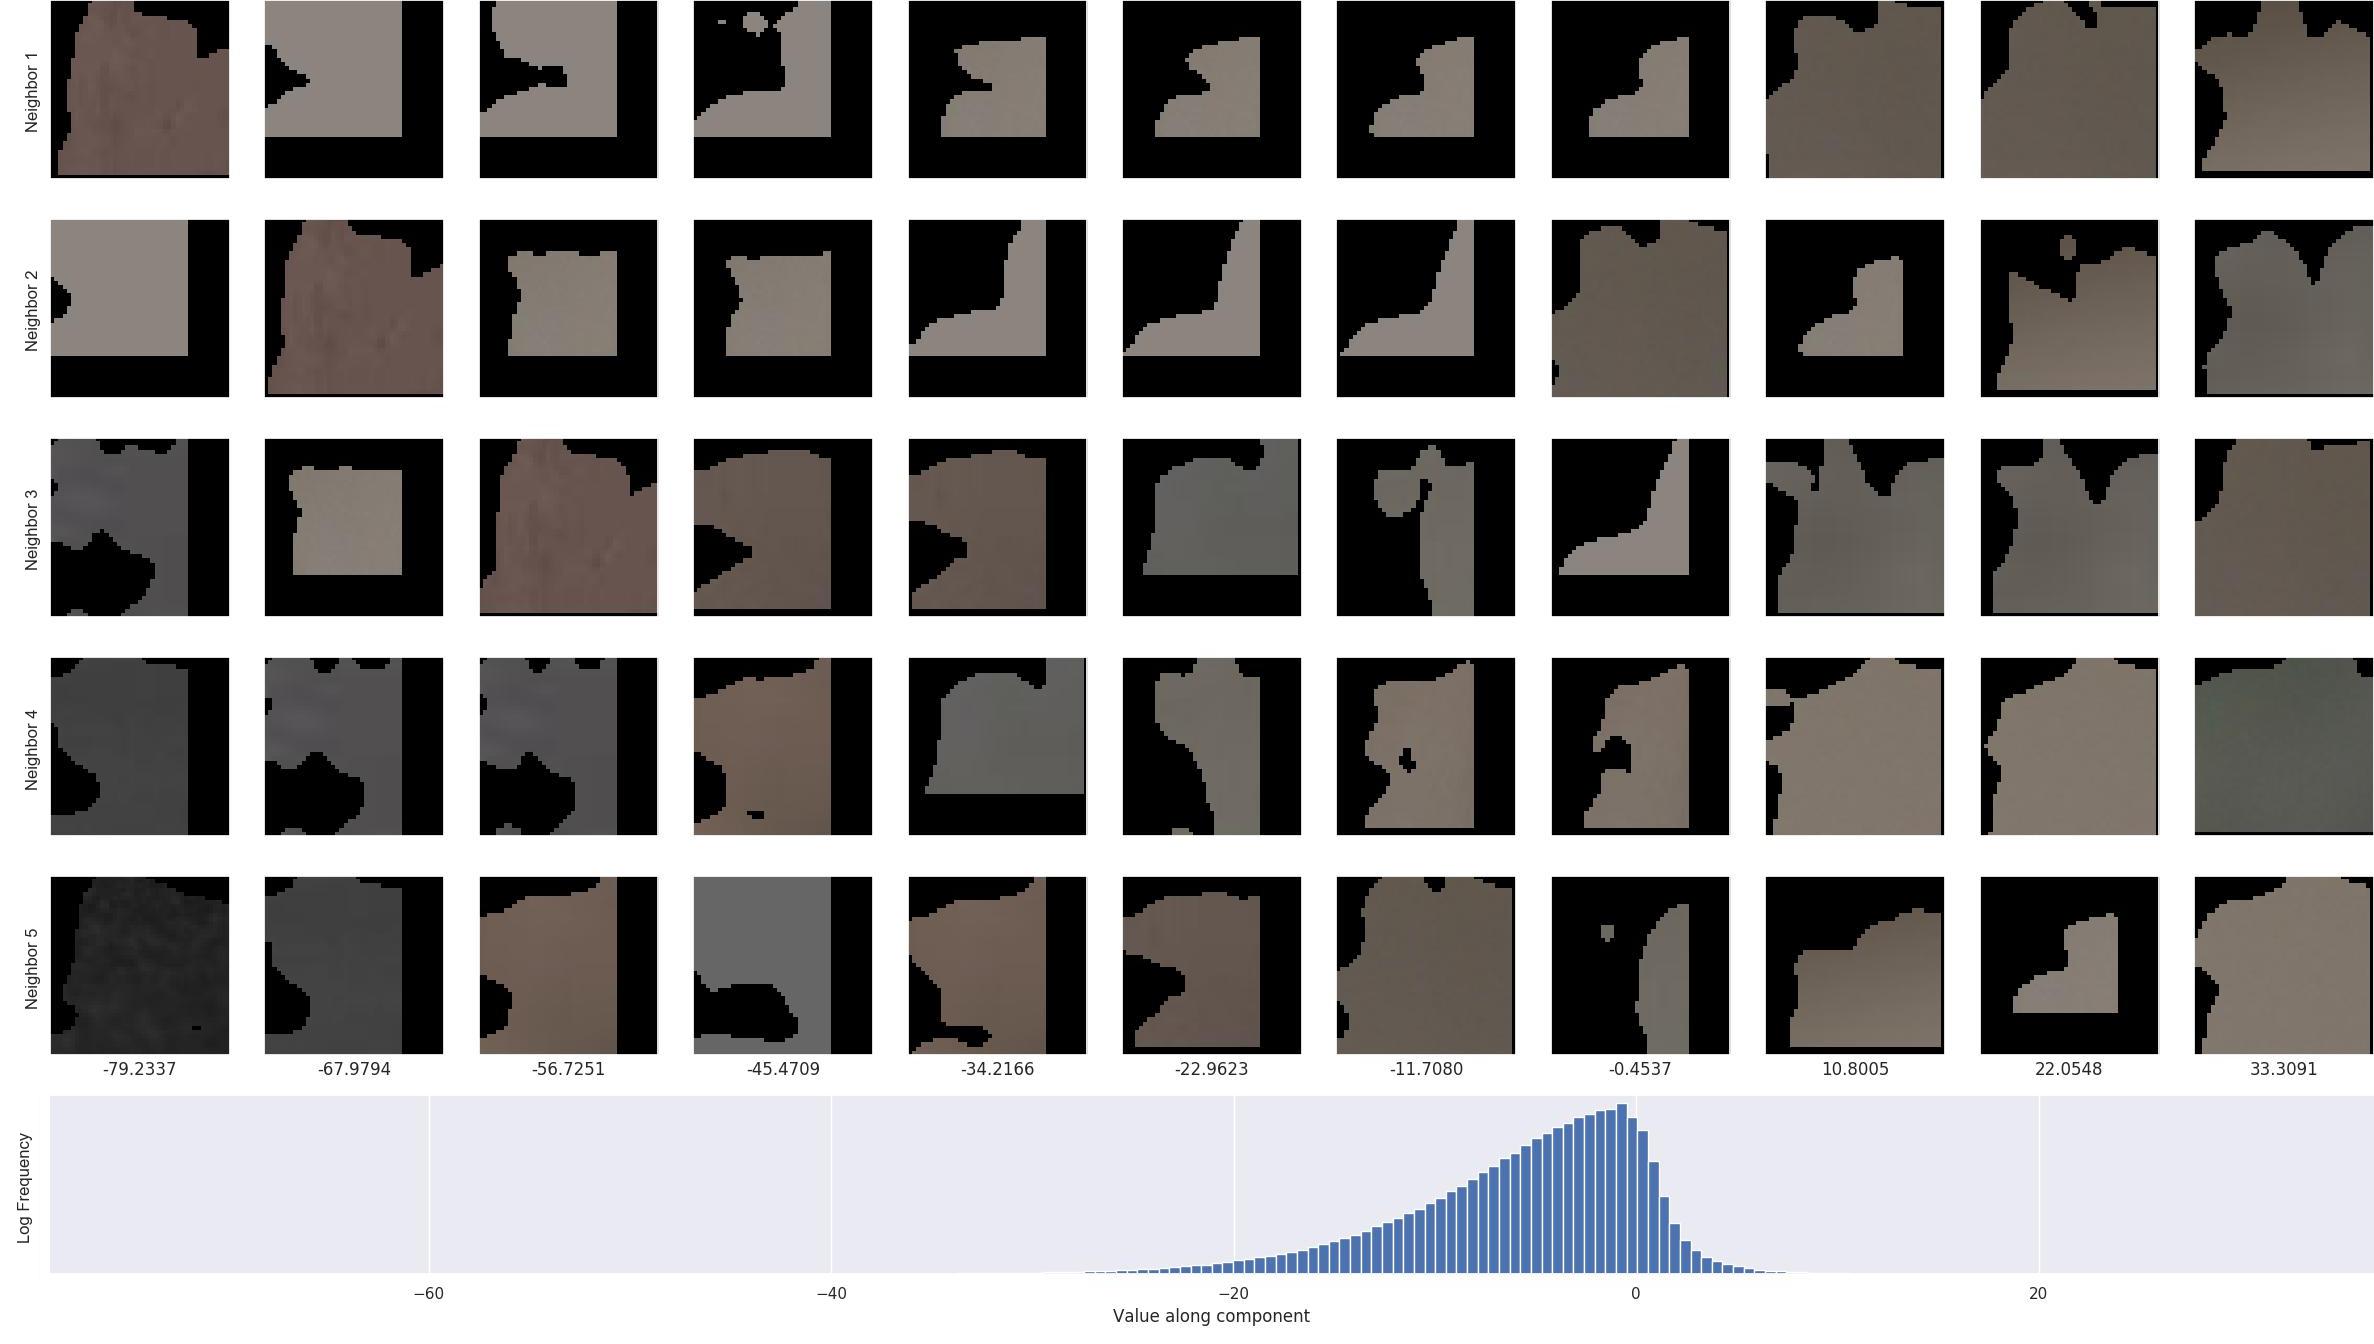 Neighbor 1
Neighbor 2
Neighbor 3
Neighbor 4
Neighbor 5
-79.2337 -67.9794 -56.7251 -45.4709 -34.2166 -22.9623 -11.7080 -0.4537 10.8005 22.0548 33.3091
Log Frequency
−60 −40 −20 0 20
Value along component